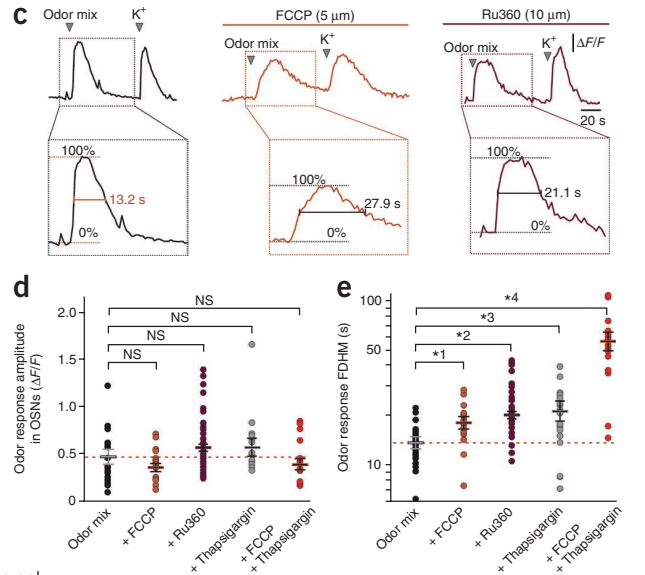 c
Odor mix
K+
FCCP (5 μm)
Odor mix
K+
Ru360 (10 μm)
Odor mix
K+
ΔF/F
20 s
100%
13.2 s
0%
100%
27.9 s
0%
100%
21.1 s
0%
d
Odor response amplitude
in OSNs (ΔF/F)
2.0
1.5
1.0
0.5
0
NS
NS
NS
NS
Odor mix
+ FCCP
+ Ru360
+ Thapsigargin
+ FCCP
+ Thapsigargin
e
Odor response FDHM (s)
100
50
10
*4
*3
*2
*1
Odor mix
+ FCCP
+ Ru360
+ Thapsigargin
+ FCCP
+ Thapsigargin